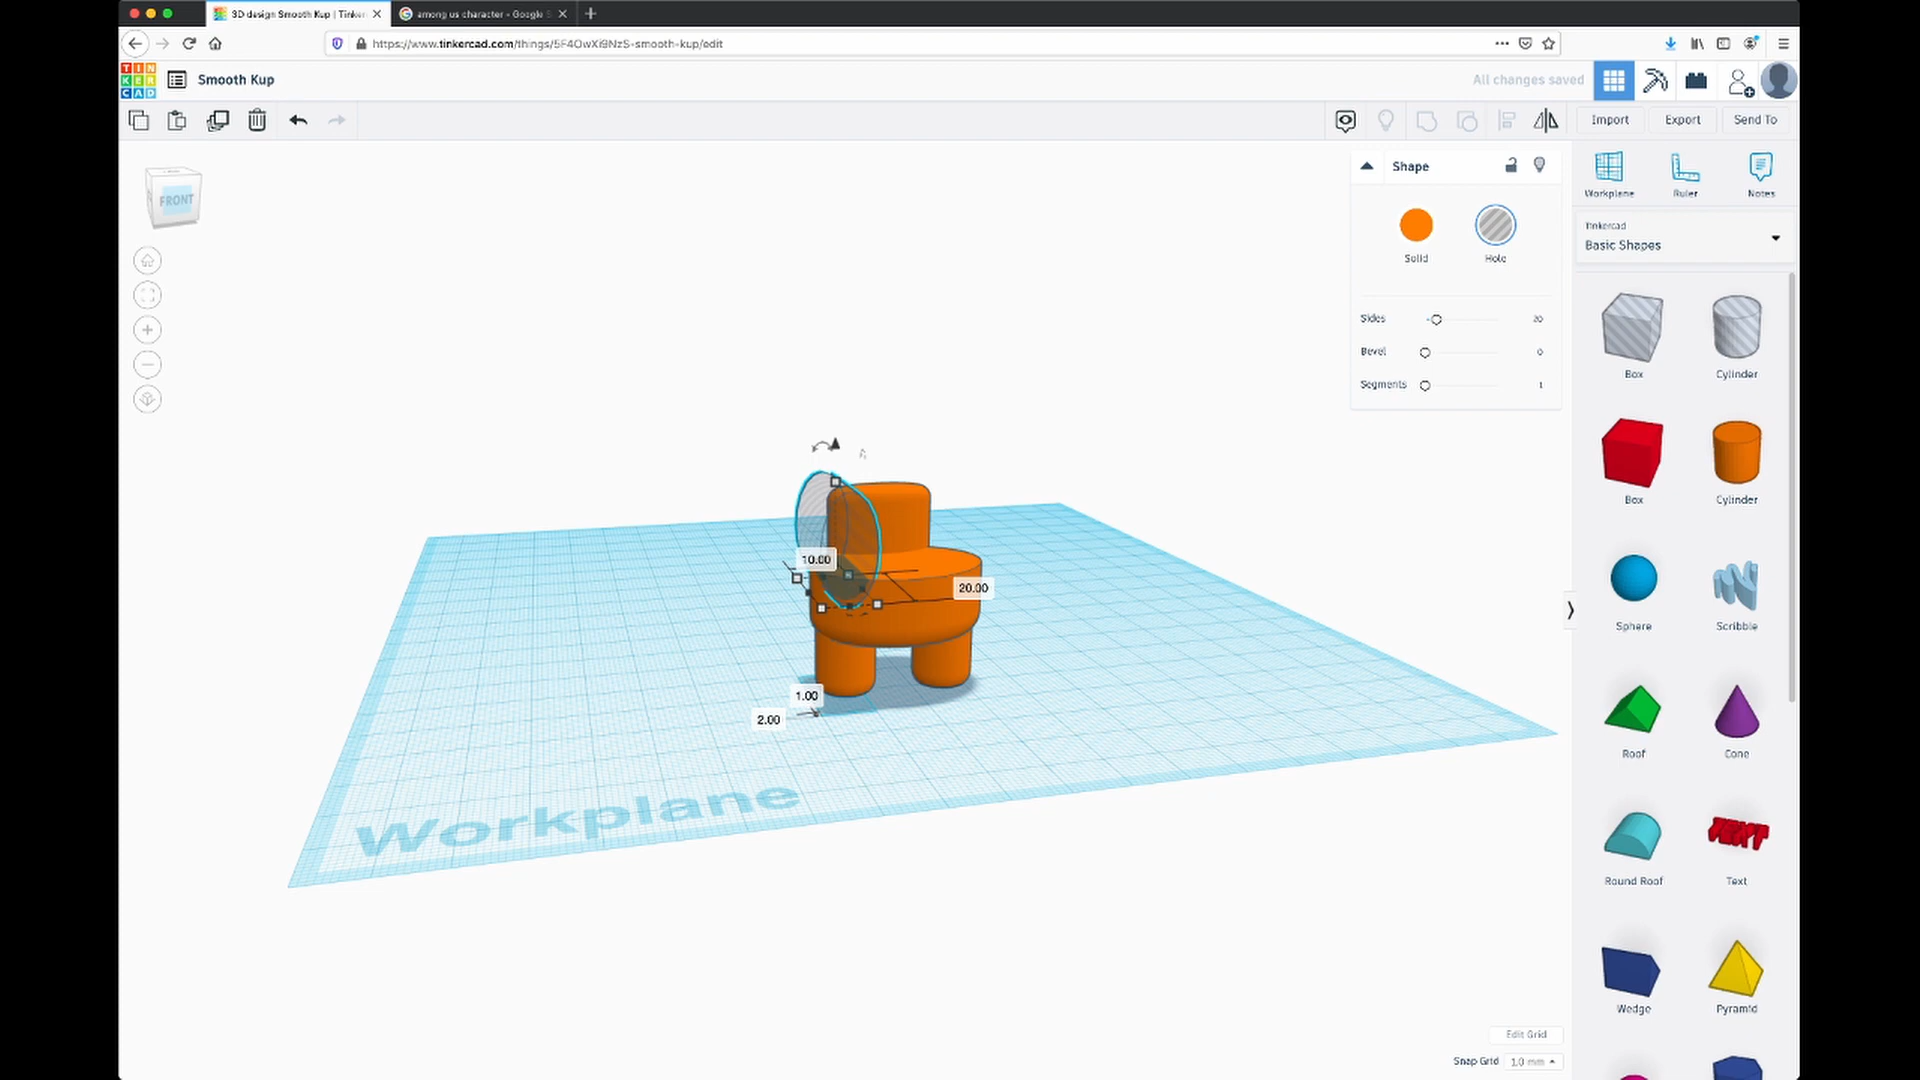 3D design Smooth Kup | Tinker
among us character - Google S
https://www.tinkercad.com/things/5F4OwXi9NzS-smooth-kup/edit
TIN
KER
CAD
Smooth Kup
All changes saved
Import
Export
Send To
FRONT
Shape
Solid
Hole
Sides
20
Bevel
0
Segments
1
Workplane
Ruler
Notes
Tinkercad
Basic Shapes
Box
Cylinder
Box
Cylinder
Sphere
Scribble
Roof
Cone
Round Roof
TEXT
Text
Wedge
Pyramid
10.00
20.00
1.00
2.00
Workplane
Edit Grid
Snap Grid
1.0 mm